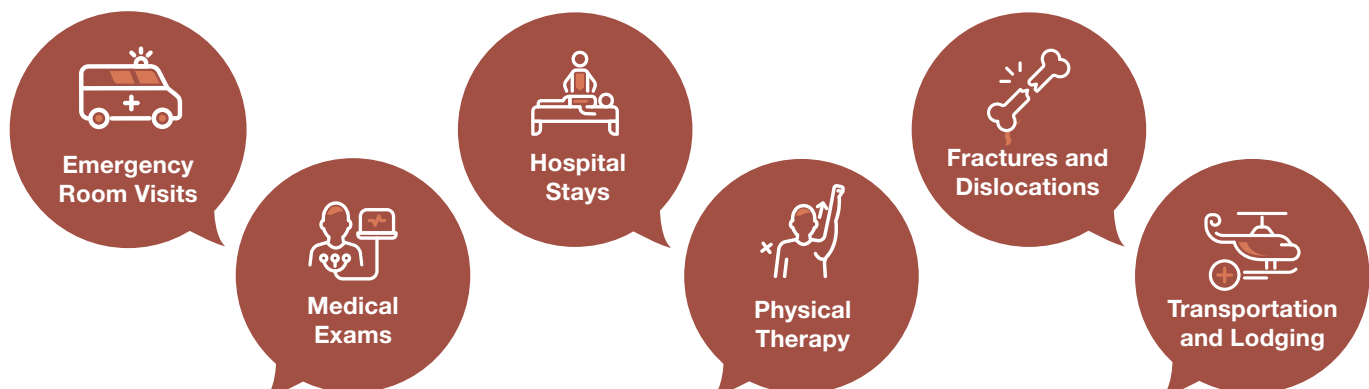 Emergency
Room Visits
Medical
Exams
Hospital
Stays
Physical
Therapy
Fractures and
Dislocations
Transportation
and Lodging